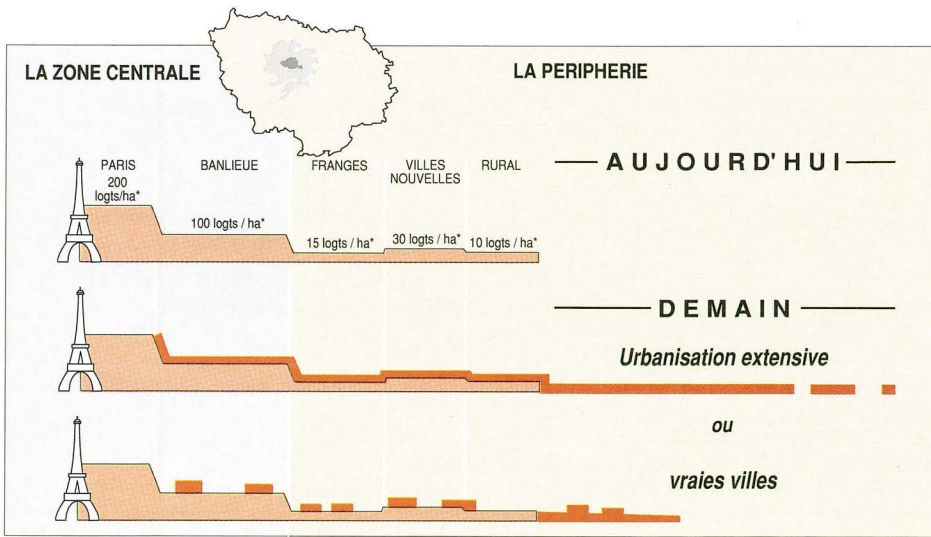 LA ZONE CENTRALE
LA PERIPHERIE
PARIS
200
logts/ha*
BANLIEUE
100 logts / ha*
FRANGES
15 logts / ha*
VILLES
NOUVELLES
30 logts / ha*
RURAL
10 logts / ha*
AUJOURD'HUI
DEMAIN
Urbanisation extensive
ou
vraies villes